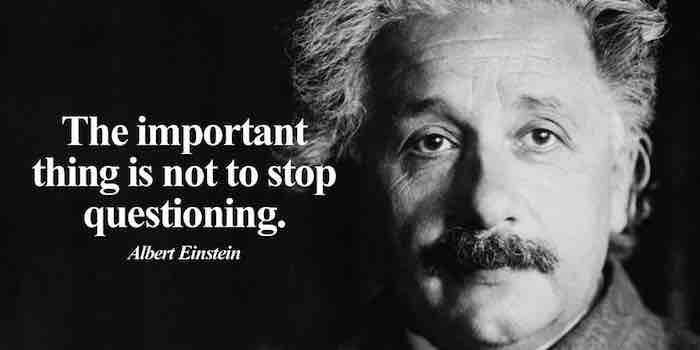 The important
thing is not to stop
questioning.
Albert Einstein